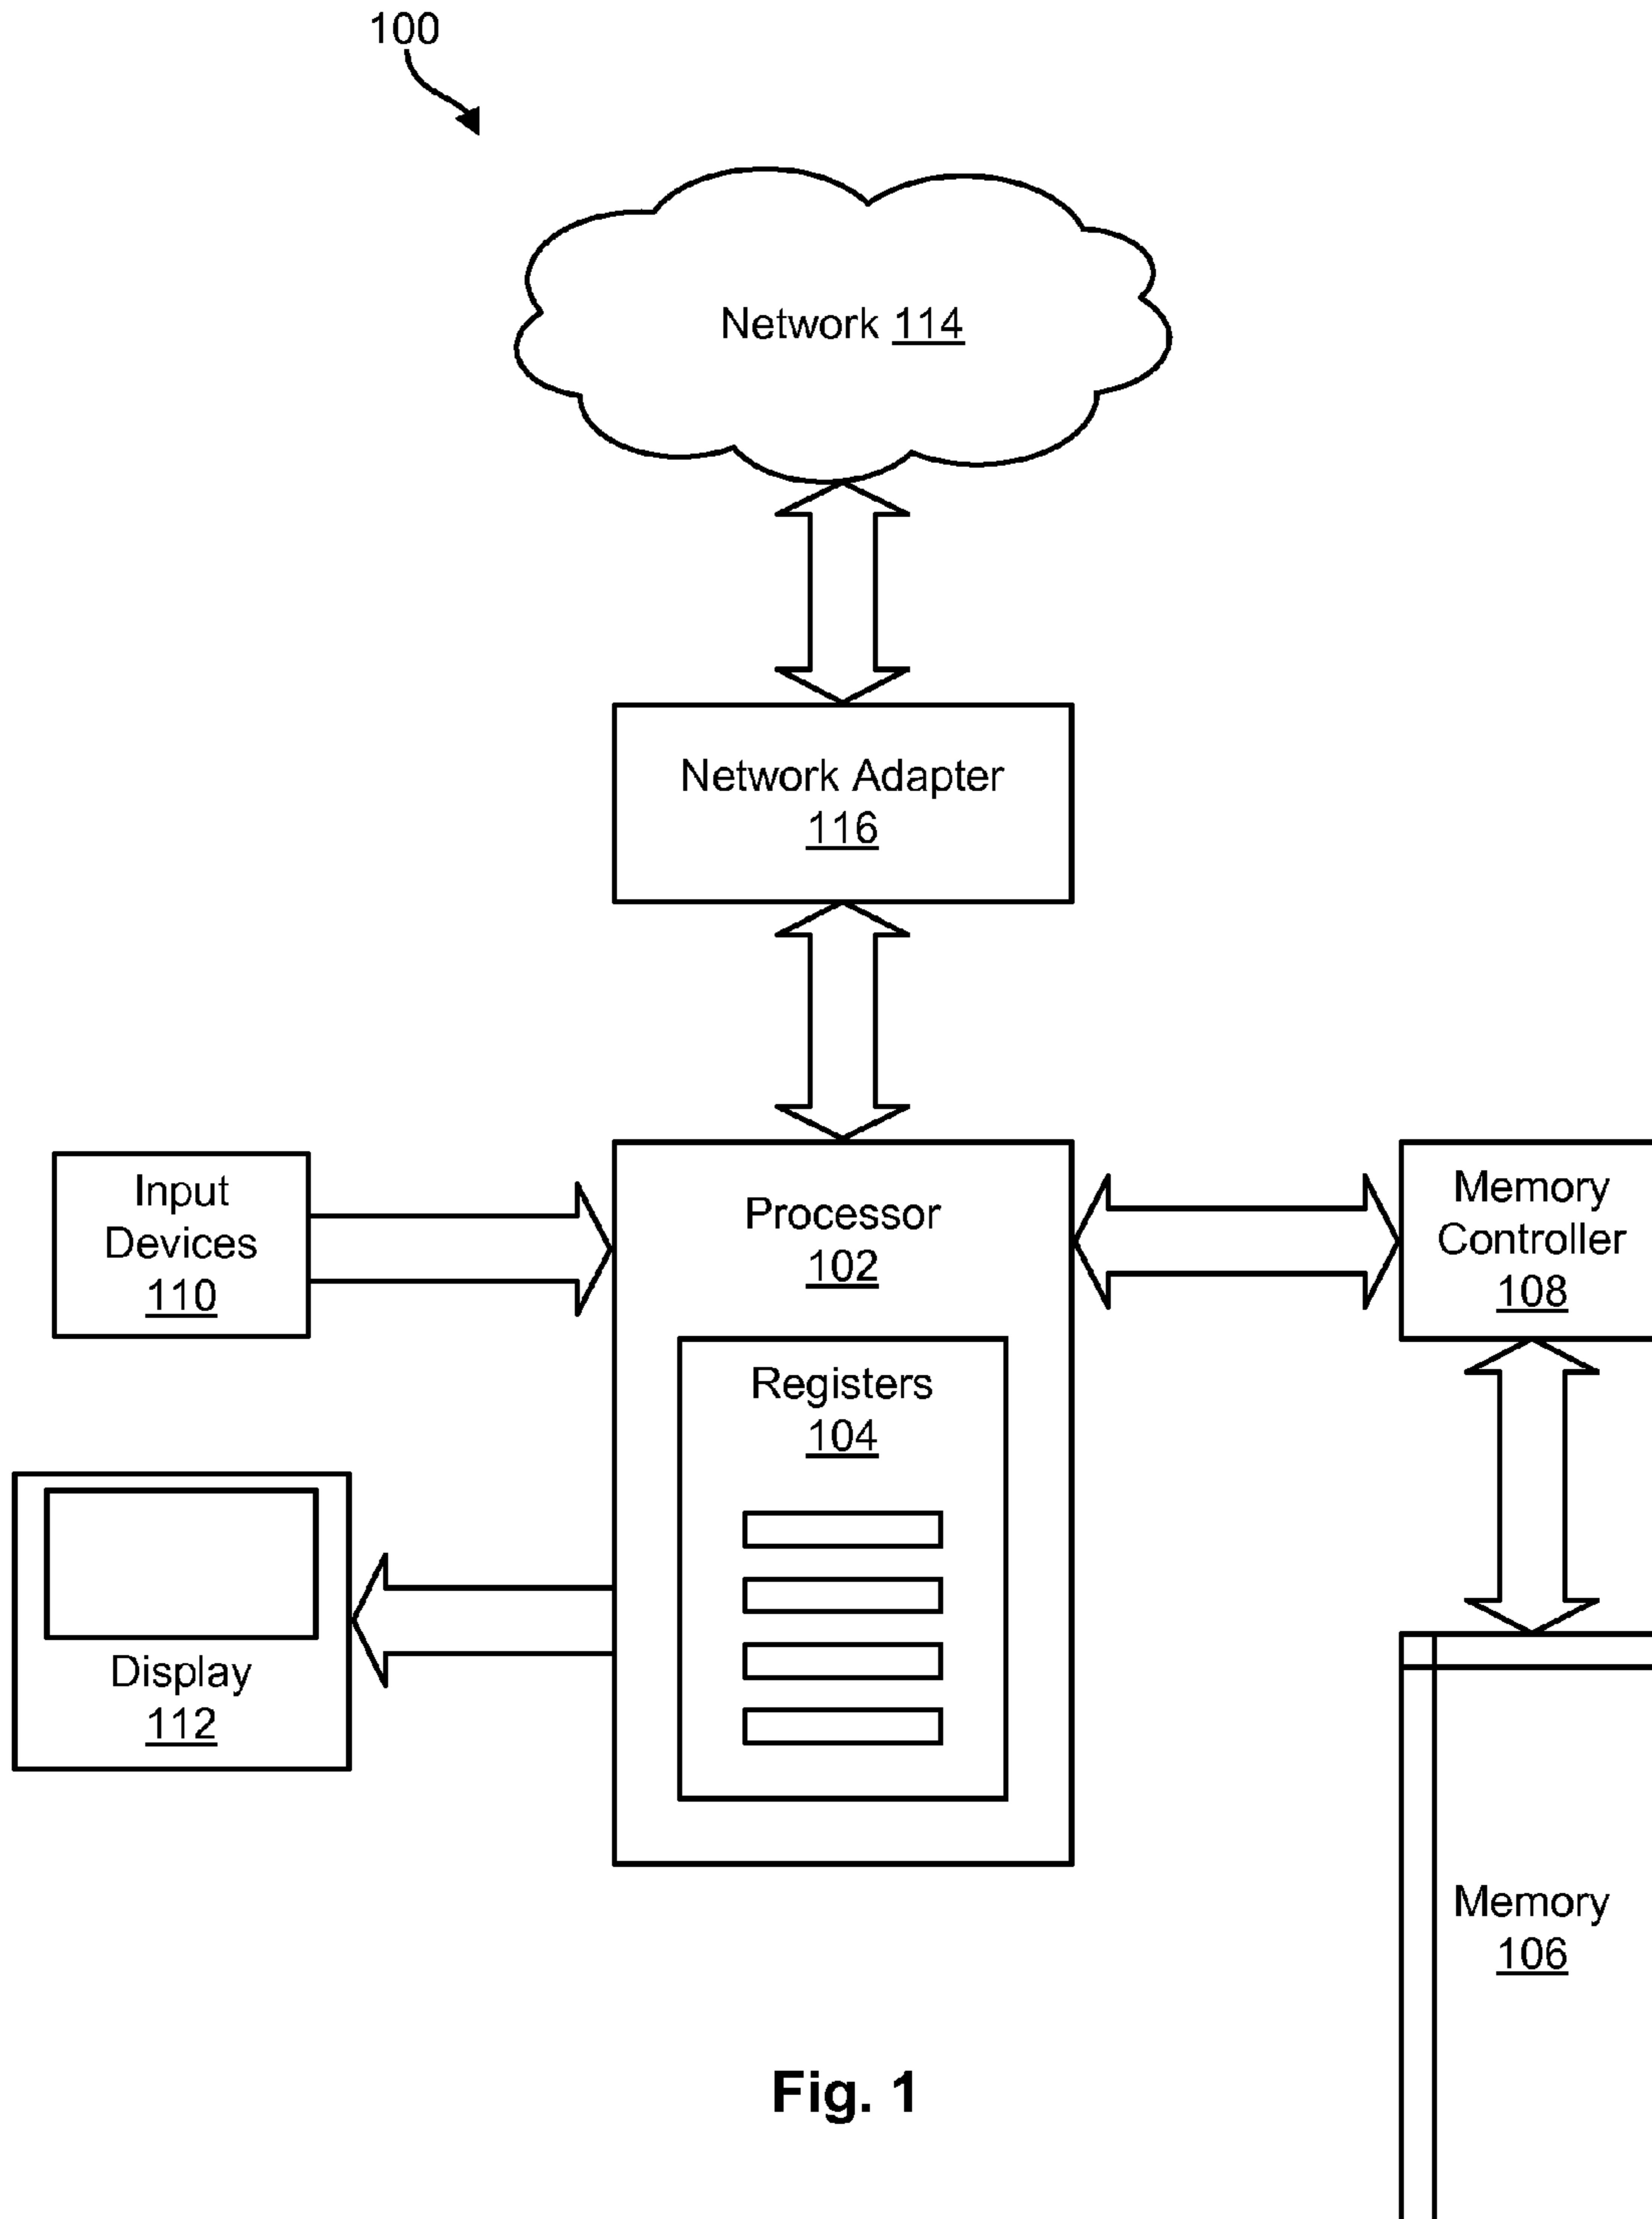 100
Network 114
Network Adapter
116
Input
Devices
110
Processor
102
Memory
Controller
108
Registers
104
Display
112
Memory
106
Fig. 1